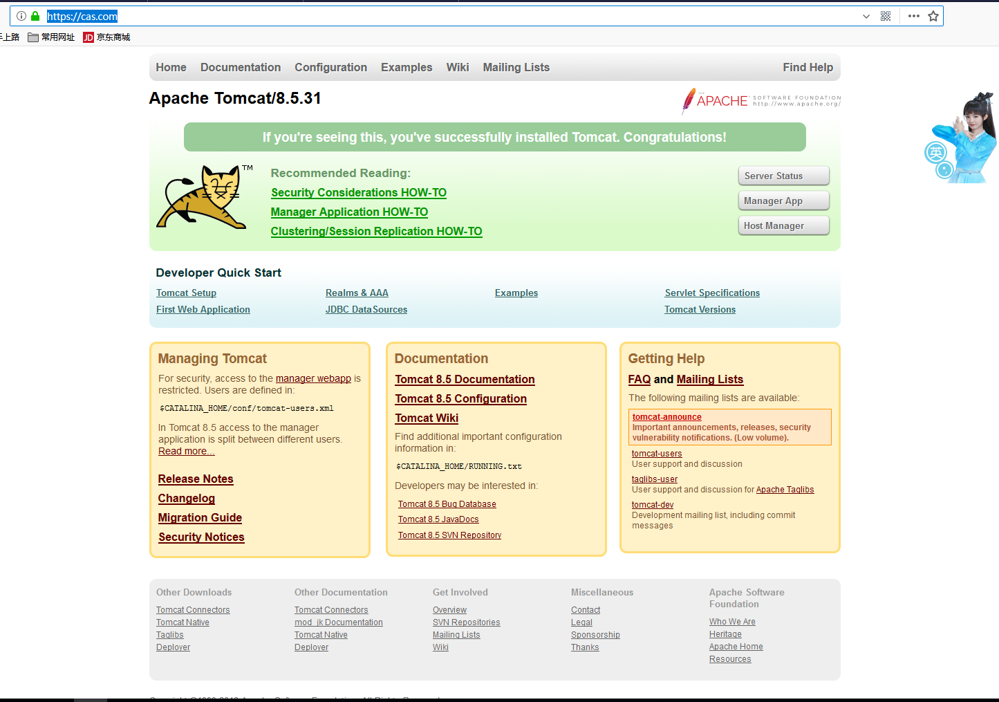 https://cas.com
手上路 常用网址 JD 京东商城
Home Documentation Configuration Examples Wiki Mailing Lists Find Help
Apache Tomcat/8.5.31
THE APACHE SOFTWARE FOUNDATION
http://www.apache.org/
If you're seeing this, you've successfully installed Tomcat. Congratulations!
TM
Recommended Reading:
Security Considerations HOW-TO
Manager Application HOW-TO
Clustering/Session Replication HOW-TO
Server Status
Manager App
Host Manager
英
Developer Quick Start
Tomcat Setup Realms & AAA Examples Servlet Specifications
First Web Application JDBC DataSources Tomcat Versions
Managing Tomcat
For security, access to the manager webapp is
restricted. Users are defined in:
$CATALINA_HOME/conf/tomcat-users.xml
In Tomcat 8.5 access to the manager
application is split between different users.
Read more...
Release Notes
Changelog
Migration Guide
Security Notices
Documentation
Tomcat 8.5 Documentation
Tomcat 8.5 Configuration
Tomcat Wiki
Find additional important configuration
information in:
$CATALINA_HOME/RUNNING.txt
Developers may be interested in:
Tomcat 8.5 Bug Database
Tomcat 8.5 JavaDocs
Tomcat 8.5 SVN Repository
Getting Help
FAQ and Mailing Lists
The following mailing lists are available:
tomcat-announce
Important announcements, releases, security
vulnerability notifications. (Low volume).
tomcat-users
User support and discussion
taglibs-user
User support and discussion for Apache Taglibs
tomcat-dev
Development mailing list, including commit
messages
Other Downloads
Tomcat Connectors
Tomcat Native
Taglibs
Deployer
Other Documentation
Tomcat Connectors
mod_jk Documentation
Tomcat Native
Deployer
Get Involved
Overview
SVN Repositories
Mailing Lists
Wiki
Miscellaneous
Contact
Legal
Sponsorship
Thanks
Apache Software
Foundation
Who We Are
Heritage
Apache Home
Resources